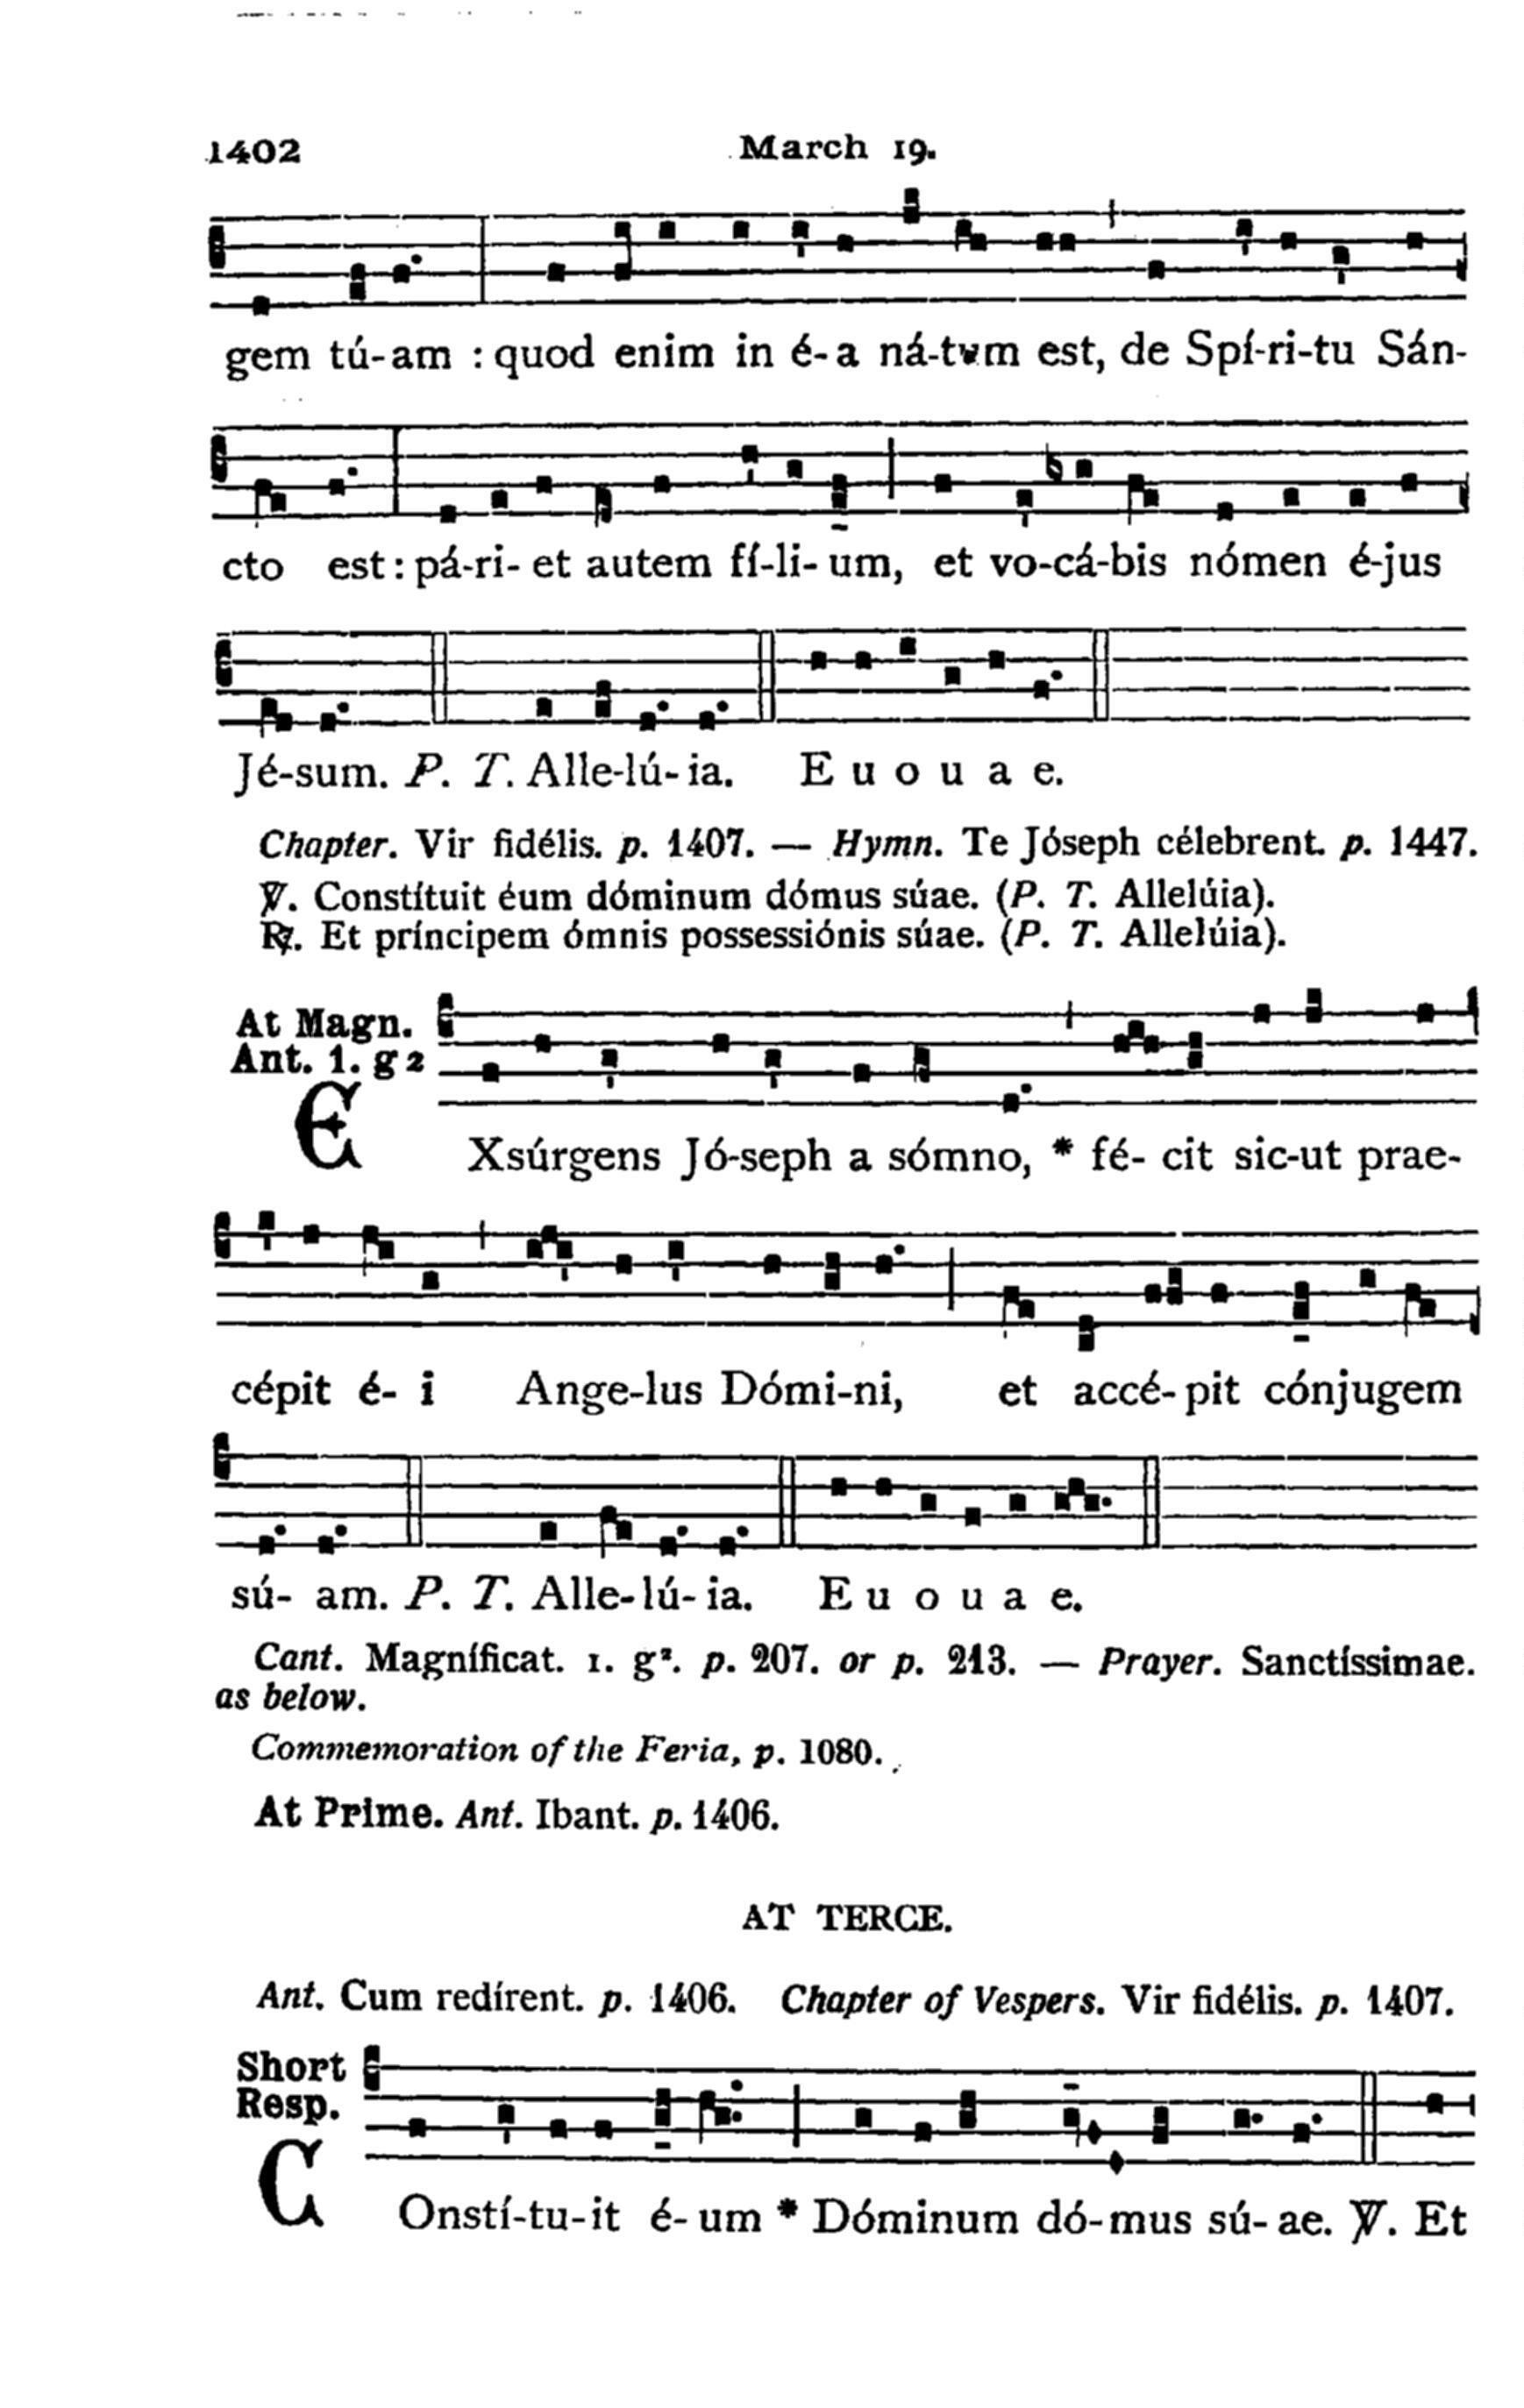 1402 March 19.
gem tú-am : quod enim in é-a ná-tum est, de Spí-ri-tu Sán-
cto est : pá-ri-et autem fí-li-um, et vo-cá-bis nómen é-jus
Jé-sum. P. T. Alle-lú-ia. E u o u a e.
Chapter. Vir fidélis. p. 1407. — Hymn. Te Jóseph célebrent. p. 1447.
℣. Constítuit éum dóminum dómus súae. (P. T. Allelúia).
℟. Et príncipem ómnis possessiónis súae. (P. T. Allelúia).
At Magn.
Ant. 1. g 2
EXsúrgens Jó-seph a sómno, * fé-cit sic-ut prae-
cépit é-i Ange-lus Dómi-ni, et accé-pit cónjugem
sú-am. P. T. Alle-lú-ia. E u o u a e.
Cant. Magníficat. 1. g². p. 207. or p. 213. — Prayer. Sanctíssimae.
as below.
Commemoration of the Feria, p. 1080.
At Prime. Ant. Ibant. p. 1406.
AT TERCE.
Ant. Cum redírent. p. 1406. Chapter of Vespers. Vir fidélis. p. 1407.
Short
Resp.
COnstí-tu-it é-um * Dóminum dó-mus sú-ae. ℣. Et